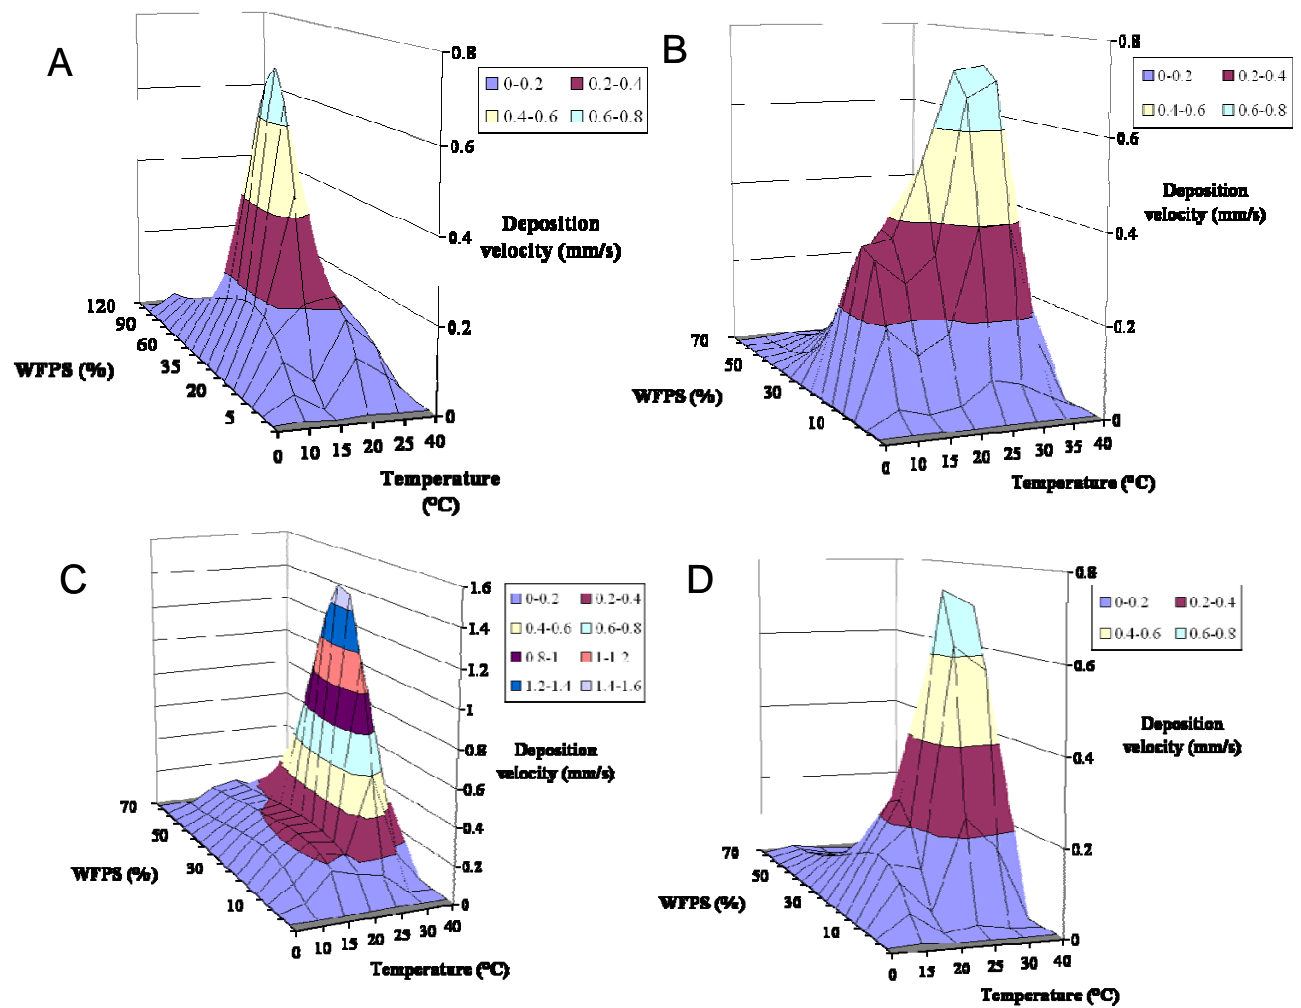 A
0.8
0.6
0.4
0.2
0
0-0.2 0.2-0.4
0.4-0.6 0.6-0.8
Deposition
velocity (mm/s)
120
90
60
35
20
5
WFPS (%)
0 10 15 20 25 40
Temperature
(°C)
B
0.8
0.6
0.4
0.2
0
0-0.2 0.2-0.4
0.4-0.6 0.6-0.8
Deposition
velocity (mm/s)
70
50
30
10
WFPS (%)
0 10 15 20 25 30 35 40
Temperature (°C)
C
1.6
1.4
1.2
1
0.8
0.6
0.4
0.2
0
0-0.2 0.2-0.4
0.4-0.6 0.6-0.8
0.8-1 1-1.2
1.2-1.4 1.4-1.6
Deposition
velocity (mm/s)
70
50
30
10
WFPS (%)
0 10 15 20 25 30 40
Temperature (°C)
D
0.8
0.6
0.4
0.2
0
0-0.2 0.2-0.4
0.4-0.6 0.6-0.8
Deposition
velocity (mm/s)
70
50
30
10
WFPS (%)
0 15 20 25 30 40
Temperature (°C)